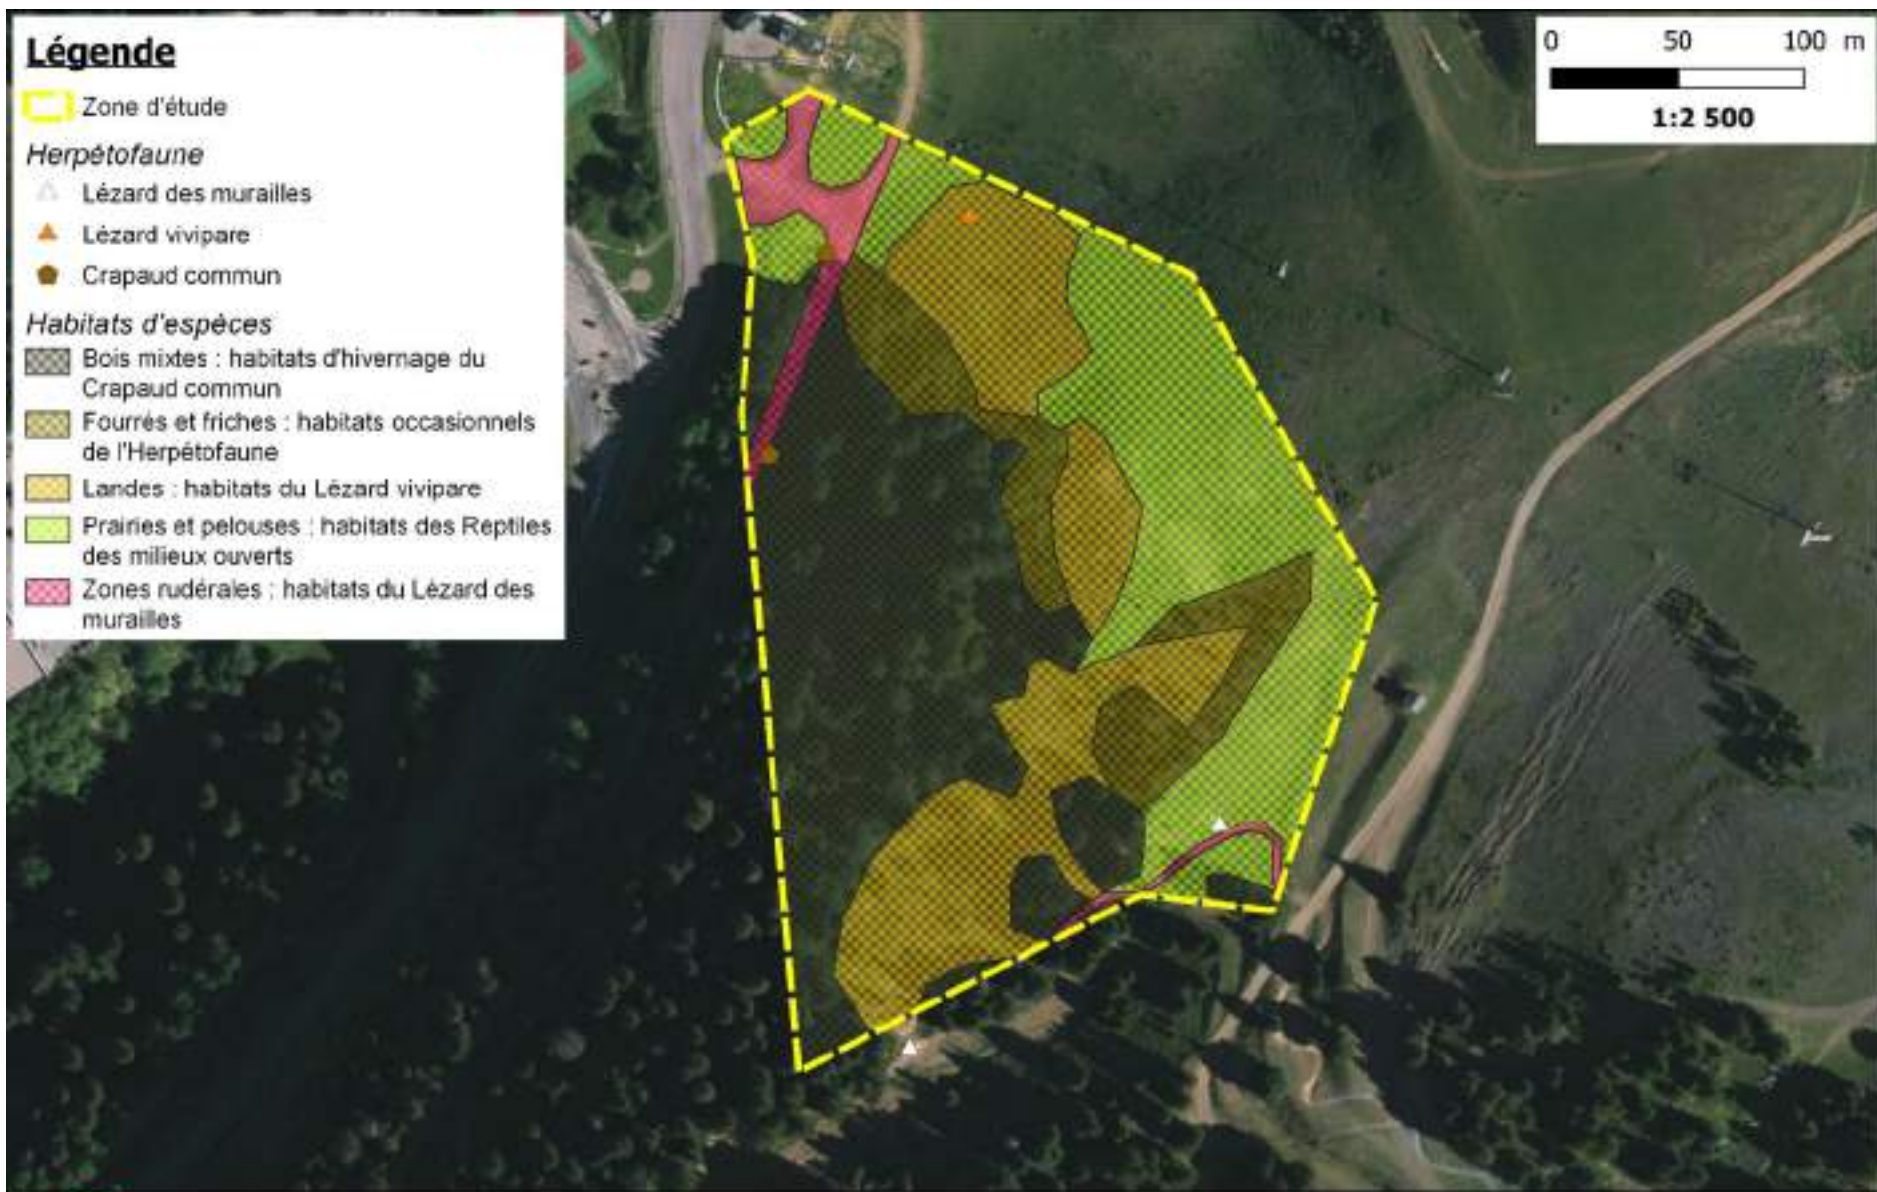 Légende
Zone d'étude
Herpétofaune
Lézard des murailles
Lézard vivipare
Crapaud commun
Habitats d'espèces
Bois mixtes : habitats d'hivernage du
Crapaud commun
Fourrés et friches : habitats occasionnels
de l'Herpétofaune
Landes : habitats du Lézard vivipare
Prairies et pelouses : habitats des Reptiles
des milieux ouverts
Zones rudérales : habitats du Lézard des
murailles
0 50 100 m
1:2 500